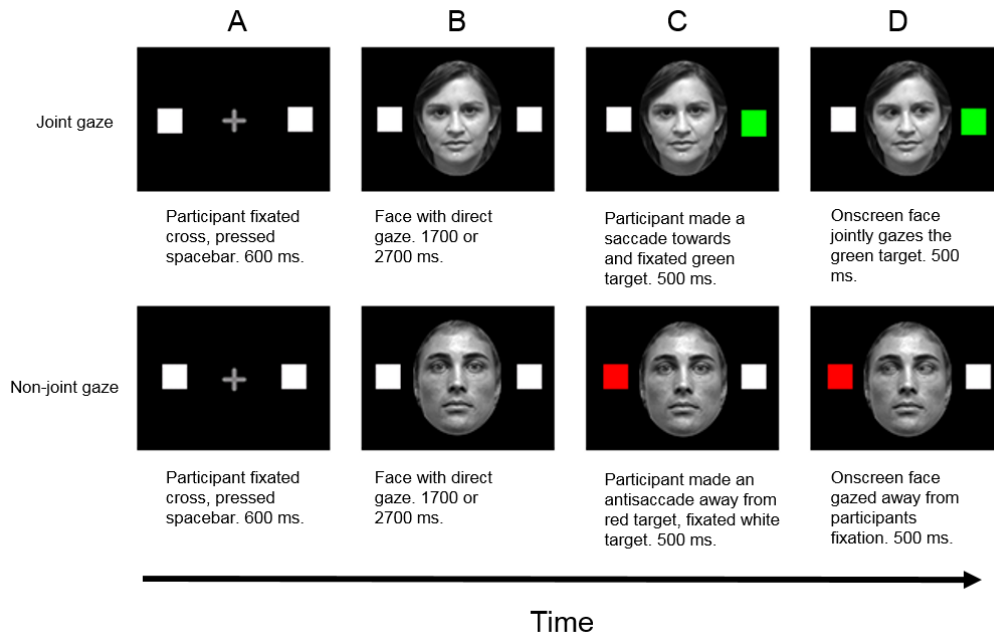 A
B
C
D
Joint gaze
Participant fixated
cross, pressed
spacebar. 600 ms.
Face with direct
gaze. 1700 or
2700 ms.
Participant made a
saccade towards
and fixated green
target. 500 ms.
Onscreen face
jointly gazes the
green target. 500
ms.
Non-joint gaze
Participant fixated
cross, pressed
spacebar. 600 ms.
Face with direct
gaze. 1700 or
2700 ms.
Participant made an
antisaccade away from
red target, fixated white
target. 500 ms.
Onscreen face
gazed away from
participants
fixation. 500 ms.
Time